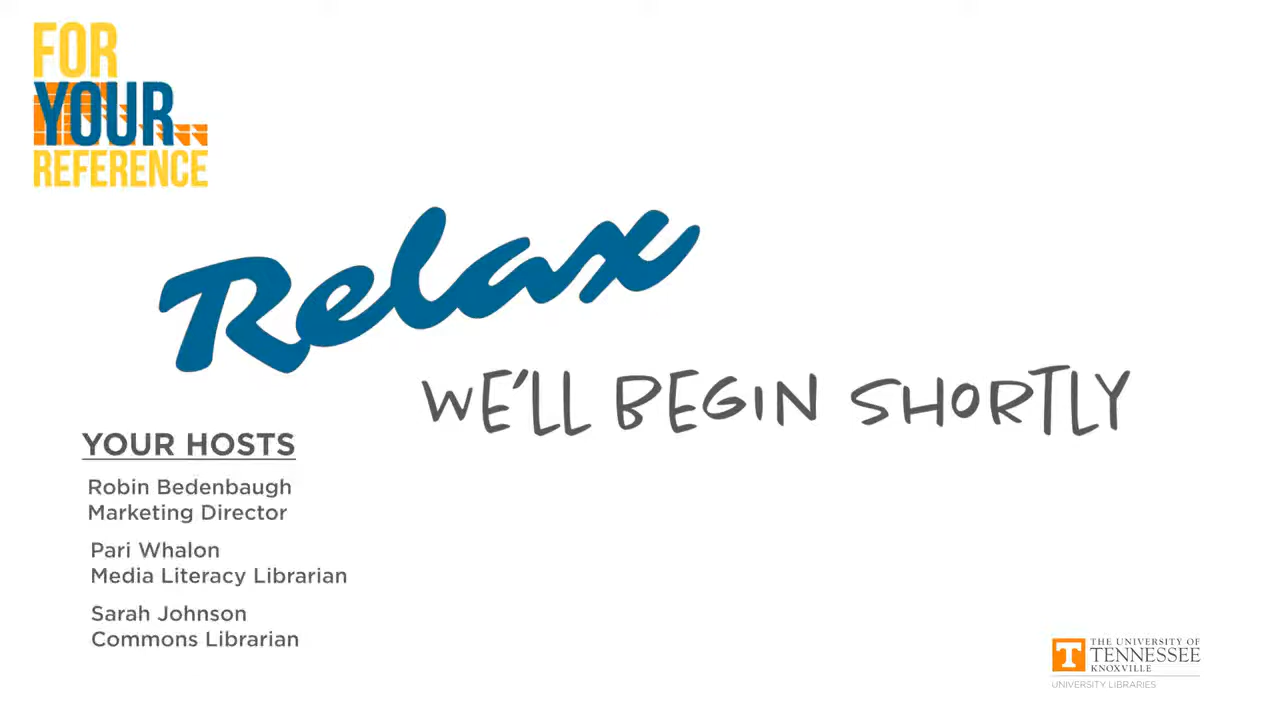 FOR
YOUR
REFERENCE
Relax
WE'LL BEGIN SHORTLY
YOUR HOSTS
Robin Bedenbaugh
Marketing Director
Pari Whalon
Media Literacy Librarian
Sarah Johnson
Commons Librarian
T
THE UNIVERSITY OF
TENNESSEE
KNOXVILLE
UNIVERSITY LIBRARIES